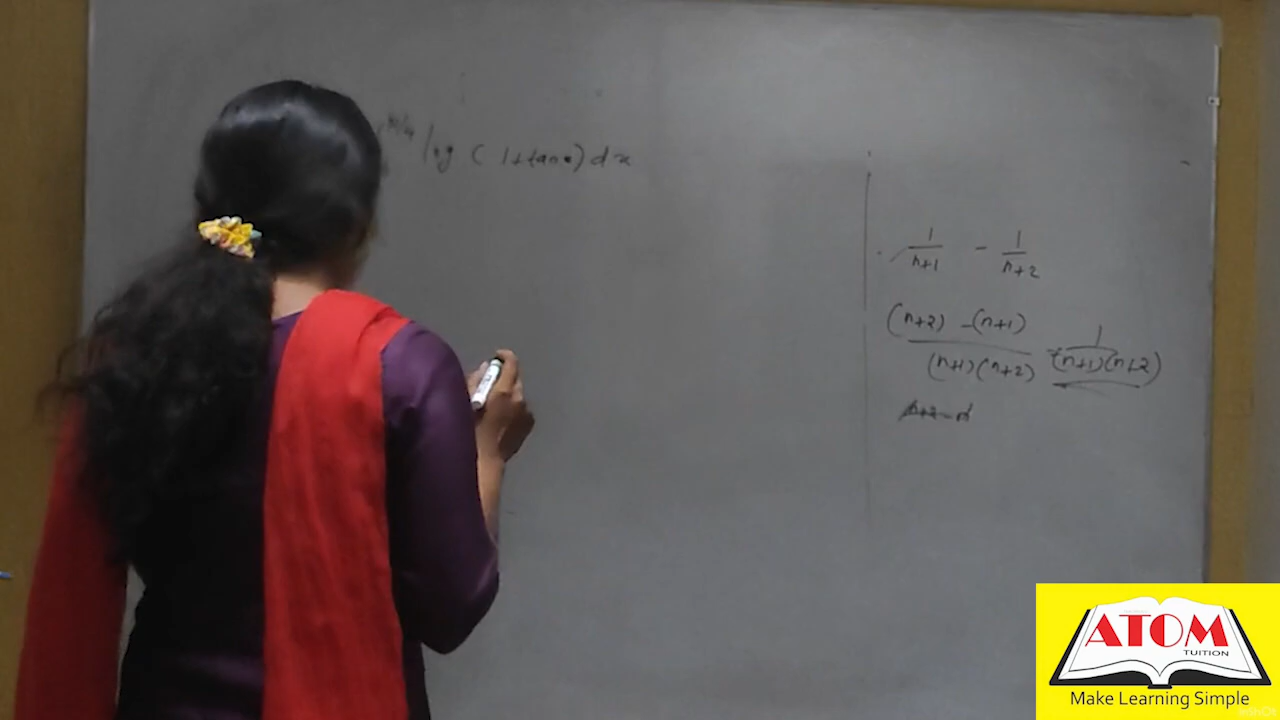 π/4 log (1+tanx) dx
1/(n+1) - 1/(n+2)
(n+2) -(n+1) / (n+1)(n+2) = 1/(n+1)(n+2)
ATOM
TUITION
Make Learning Simple